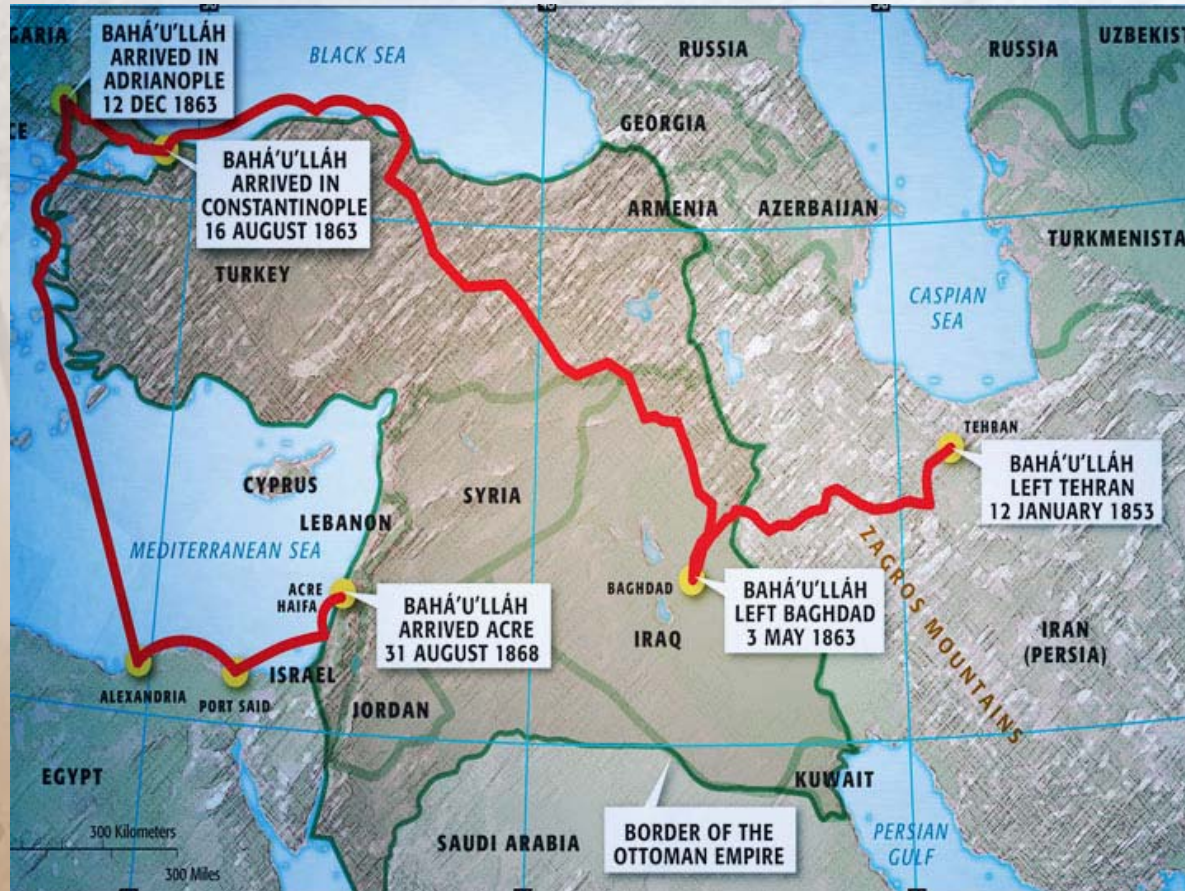 GARIA
BAHÁ'U'LLÁH
ARRIVED IN
ADRIANOPLE
12 DEC 1863
BLACK SEA
RUSSIA
RUSSIA
UZBEKIST
CE
GEORGIA
BAHÁ'U'LLÁH
ARRIVED IN
CONSTANTINOPLE
16 AUGUST 1863
ARMENIA
AZERBAIJAN
TURKMENISTA
TURKEY
CASPIAN
SEA
TEHRAN
BAHÁ'U'LLÁH
LEFT TEHRAN
12 JANUARY 1853
CYPRUS
SYRIA
LEBANON
MEDITERRANEAN SEA
ZAGROS MOUNTAINS
ACRE
HAIFA
BAHÁ'U'LLÁH
ARRIVED ACRE
31 AUGUST 1868
BAGHDAD
BAHÁ'U'LLÁH
LEFT BAGHDAD
3 MAY 1863
IRAQ
IRAN
(PERSIA)
ALEXANDRIA
PORT SAID
ISRAEL
JORDAN
EGYPT
KUWAIT
300 Kilometers
300 Miles
SAUDI ARABIA
BORDER OF THE
OTTOMAN EMPIRE
PERSIAN
GULF